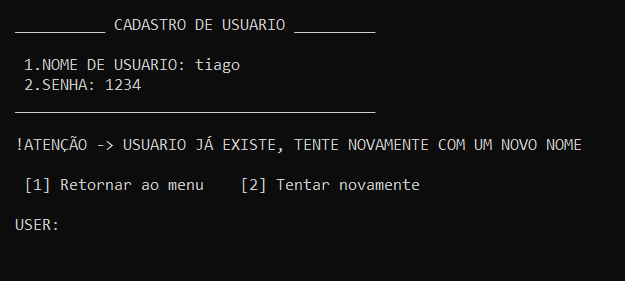 __________ CADASTRO DE USUARIO _________
1.NOME DE USUARIO: tiago
2.SENHA: 1234
________________________________________
!ATENÇÃO -> USUARIO JÁ EXISTE, TENTE NOVAMENTE COM UM NOVO NOME
[1] Retornar ao menu    [2] Tentar novamente
USER: